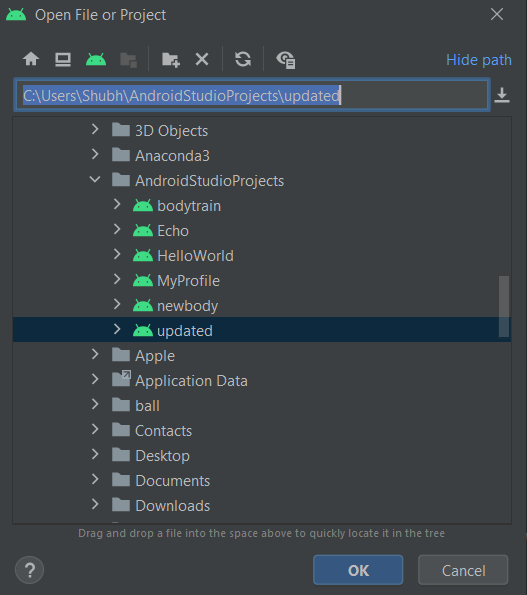 Open File or Project
Hide path
C:\Users\Shubh\AndroidStudioProjects\updated
3D Objects
Anaconda3
AndroidStudioProjects
bodytrain
Echo
HelloWorld
MyProfile
newbody
updated
Apple
Application Data
ball
Contacts
Desktop
Documents
Downloads
Drag and drop a file into the space above to quickly locate it in the tree
? OK Cancel